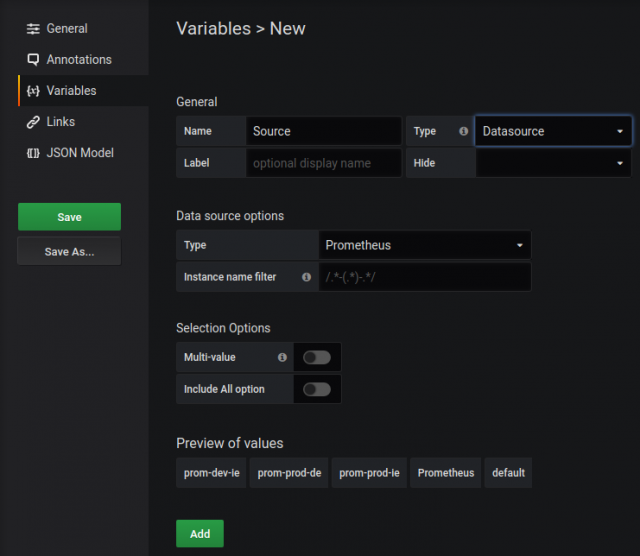 General
Annotations
Variables
Links
JSON Model
Save
Save As...
Variables > New
General
Name Source Type Datasource
Label optional display name Hide
Data source options
Type Prometheus
Instance name filter /.*-(.*)-.*/
Selection Options
Multi-value
Include All option
Preview of values
prom-dev-ie prom-prod-de prom-prod-ie Prometheus default
Add